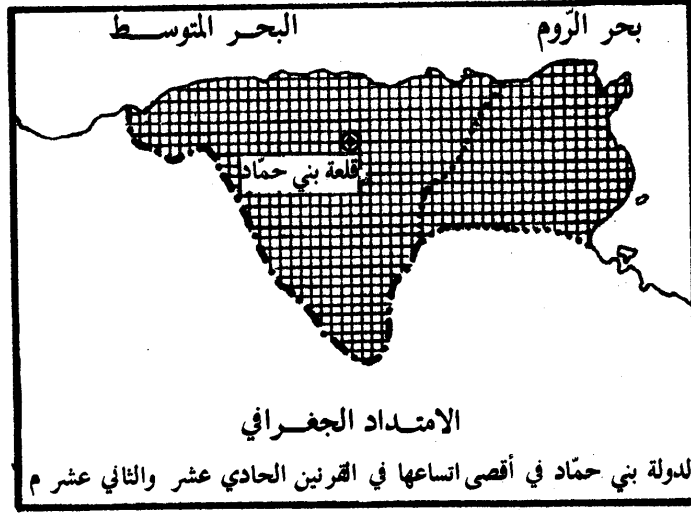 بحر الرّوم
البحر المتوسط
قلعة بني حمّاد
الامتداد الجغرافي
لدولة بني حمّاد في أقصى اتساعها في القرنين الحادي عشر والثاني عشر م